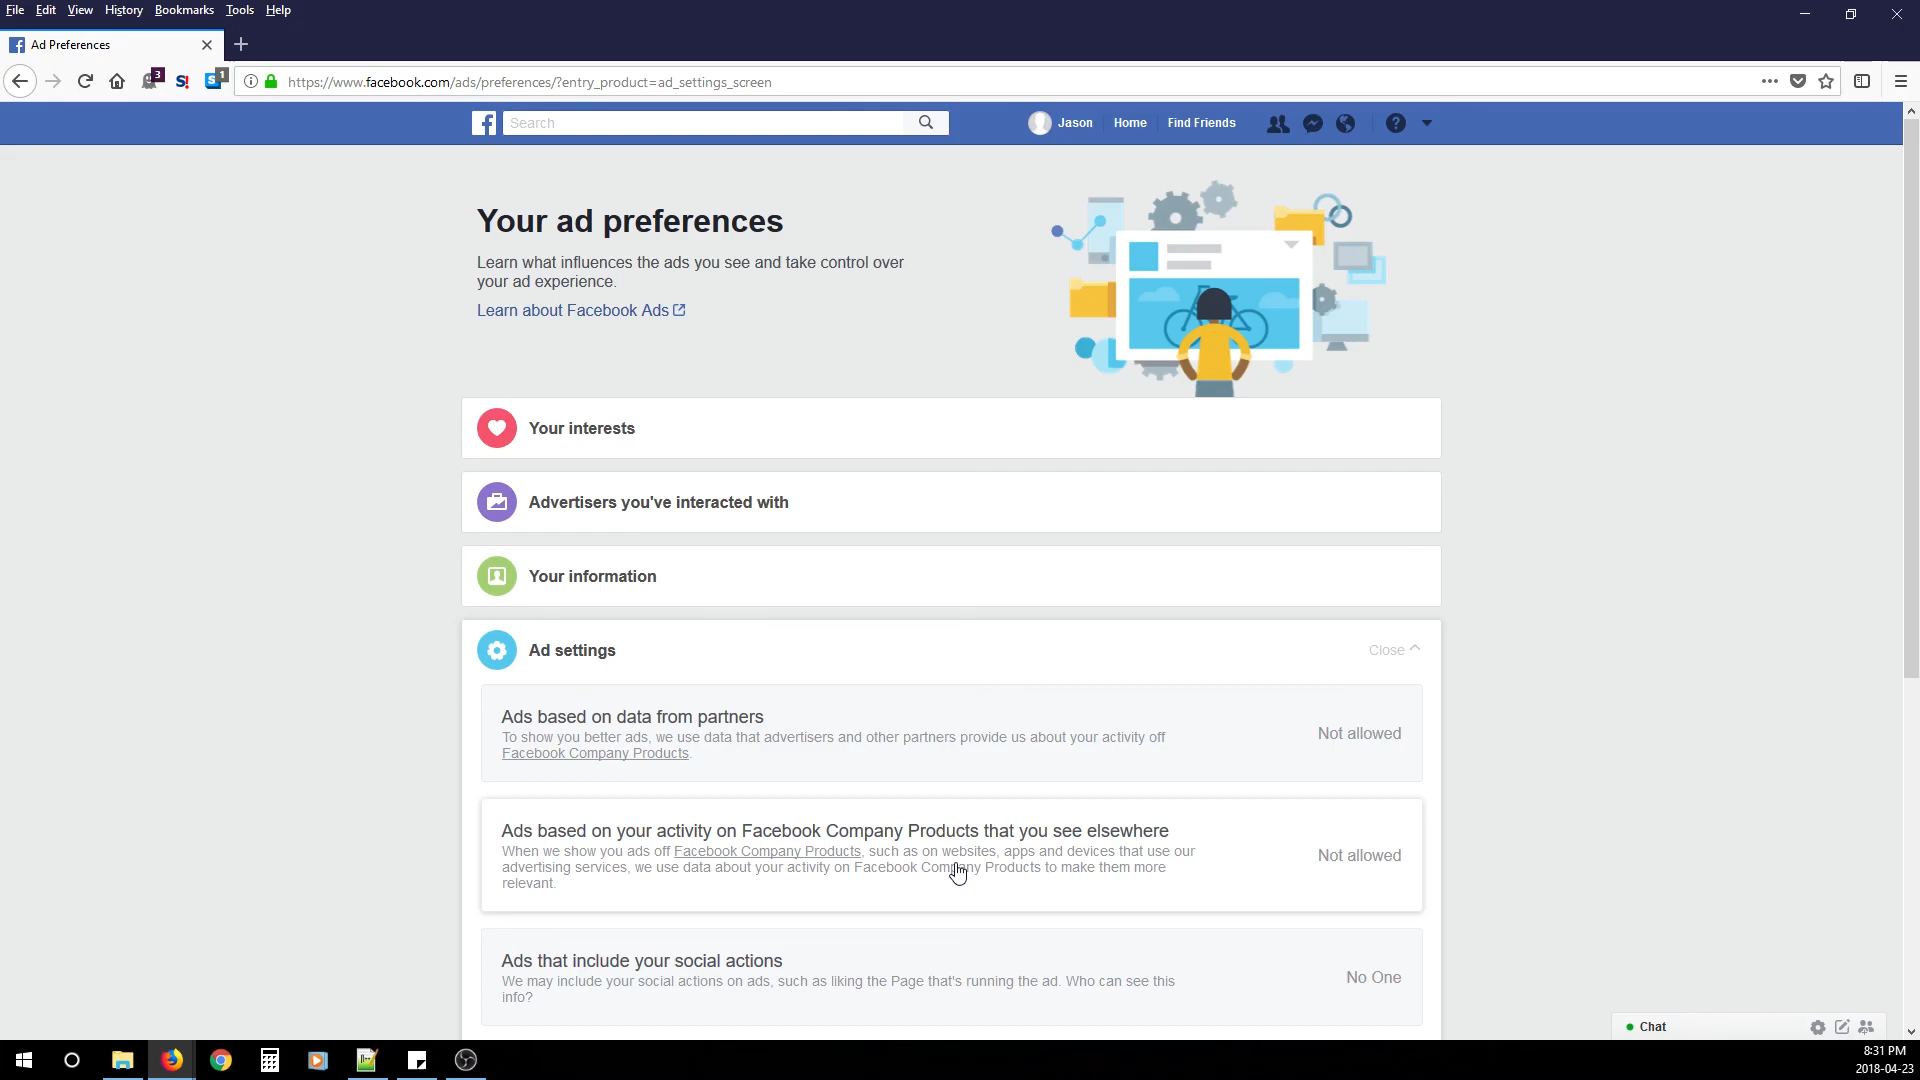 File Edit View History Bookmarks Tools Help
Ad Preferences
3
S!
S
1
https://www.facebook.com/ads/preferences/?entry_product=ad_settings_screen
Search
Jason
Home
Find Friends
Your ad preferences
Learn what influences the ads you see and take control over
your ad experience.
Learn about Facebook Ads
Your interests
Advertisers you've interacted with
Your information
Ad settings
Close
Ads based on data from partners
To show you better ads, we use data that advertisers and other partners provide us about your activity off
Facebook Company Products.
Not allowed
Ads based on your activity on Facebook Company Products that you see elsewhere
When we show you ads off Facebook Company Products, such as on websites, apps and devices that use our
advertising services, we use data about your activity on Facebook Company Products to make them more
relevant.
Not allowed
Ads that include your social actions
We may include your social actions on ads, such as liking the Page that's running the ad. Who can see this
info?
No One
Chat
8:31 PM
2018-04-23